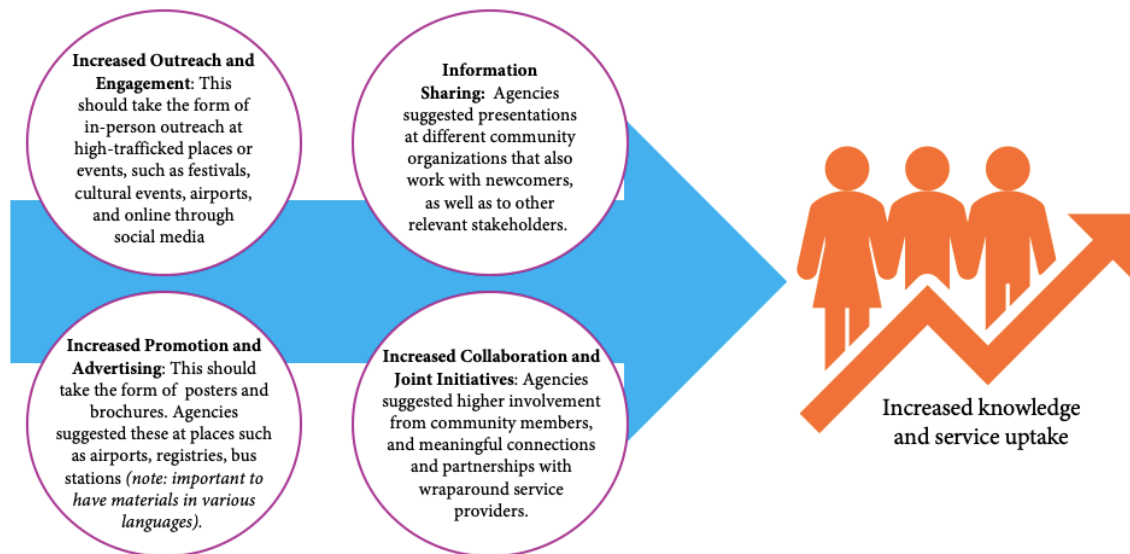 Increased Outreach and
Engagement: This
should take the form of
in-person outreach at
high-trafficked places or
events, such as festivals,
cultural events, airports,
and online through
social media
Information
Sharing: Agencies
suggested presentations
at different community
organizations that also
work with newcomers,
as well as to other
relevant stakeholders.
Increased Promotion and
Advertising: This should
take the form of posters and
brochures. Agencies
suggested these at places such
as airports, registries, bus
stations (note: important to
have materials in various
languages).
Increased Collaboration and
Joint Initiatives: Agencies
suggested higher involvement
from community members,
and meaningful connections
and partnerships with
wraparound service
providers.
Increased knowledge
and service uptake